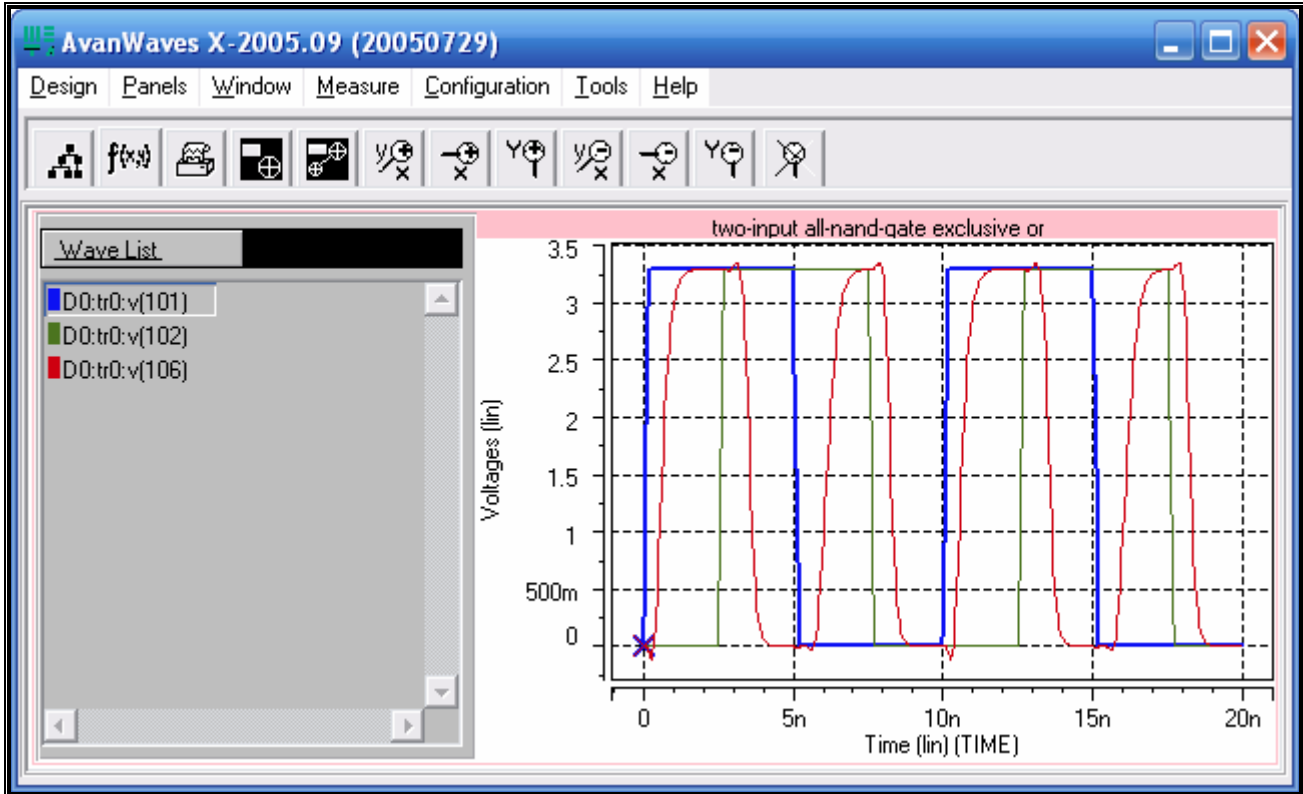 AvanWaves X-2005.09 (20050729)
Design Panels Window Measure Configuration Tools Help
f(x,y) y x x Y y x x Y
two-input all-nand-gate exclusive or
Wave List
D0:tr0:v(101)
D0:tr0:v(102)
D0:tr0:v(106)
Voltages (lin)
3.5
3
2.5
2
1.5
1
500m
0
0 5n 10n 15n 20n
Time (lin) (TIME)